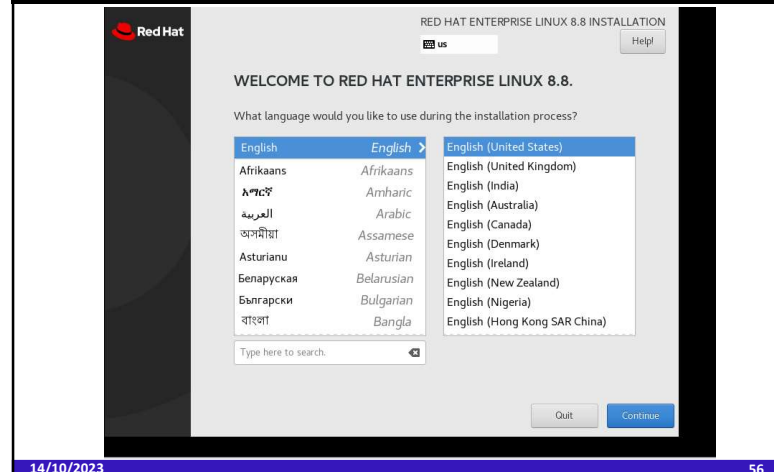 Red Hat
RED HAT ENTERPRISE LINUX 8.8 INSTALLATION
us
Help!
WELCOME TO RED HAT ENTERPRISE LINUX 8.8.
What language would you like to use during the installation process?
English English
Afrikaans Afrikaans
አማርኛ Amharic
العربية Arabic
অসমীয়া Assamese
Asturianu Asturian
Беларуская Belarusian
Български Bulgarian
বাংলা Bangla
Type here to search.
English (United States)
English (United Kingdom)
English (India)
English (Australia)
English (Canada)
English (Denmark)
English (Ireland)
English (New Zealand)
English (Nigeria)
English (Hong Kong SAR China)
Quit
Continue
14/10/2023
56